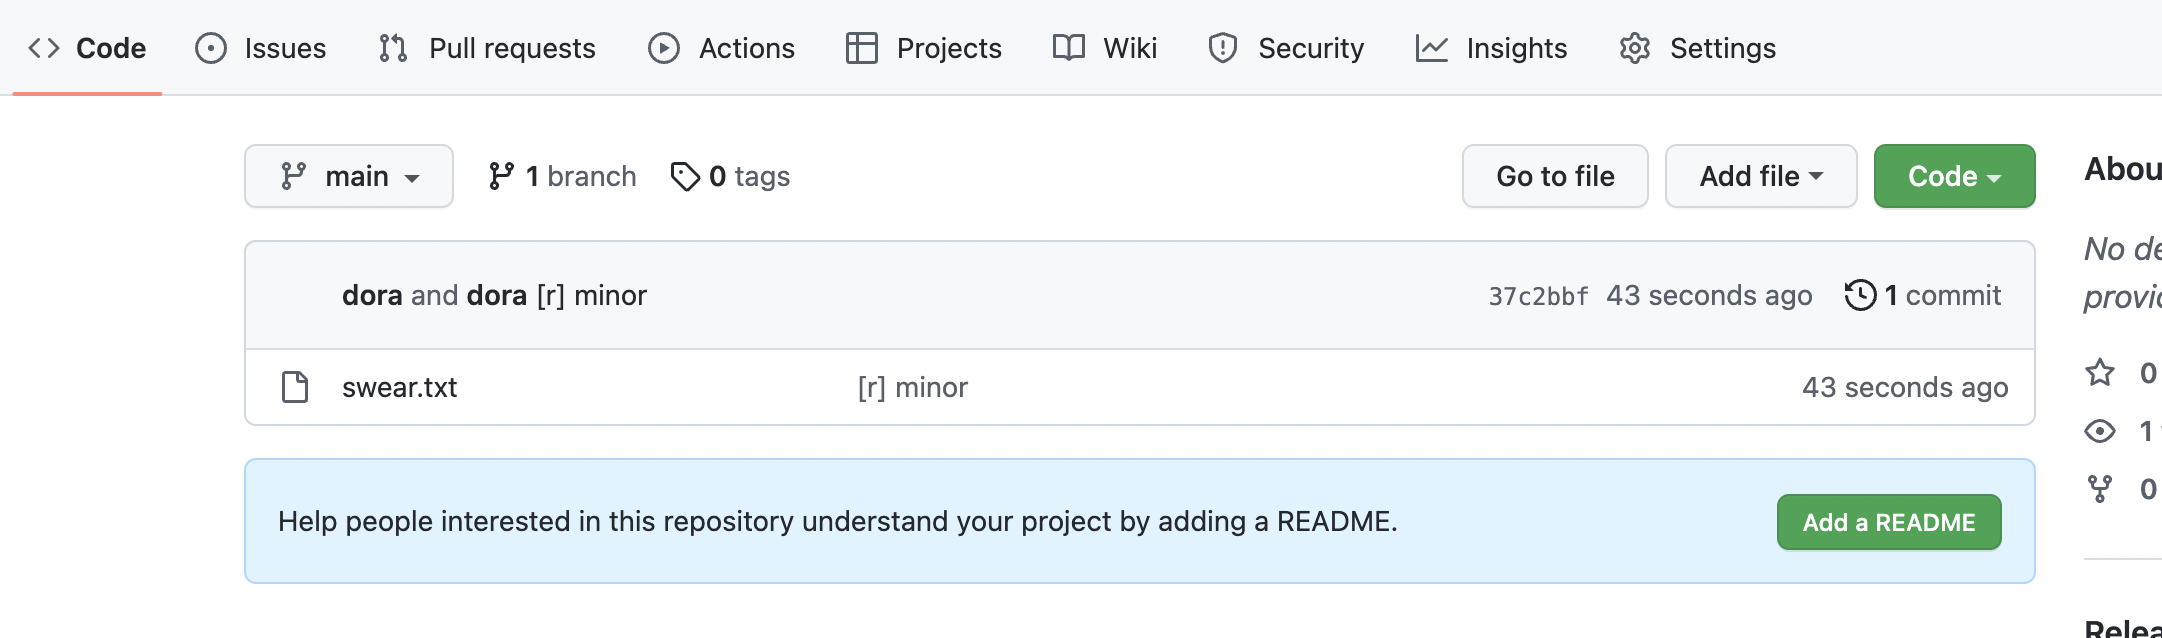 Code Issues Pull requests Actions Projects Wiki Security Insights Settings
main 1 branch 0 tags Go to file Add file Code
dora and dora [r] minor 37c2bbf 43 seconds ago 1 commit
swear.txt [r] minor 43 seconds ago
Help people interested in this repository understand your project by adding a README. Add a README
Abou
No de
provid
0
1
0
Relea